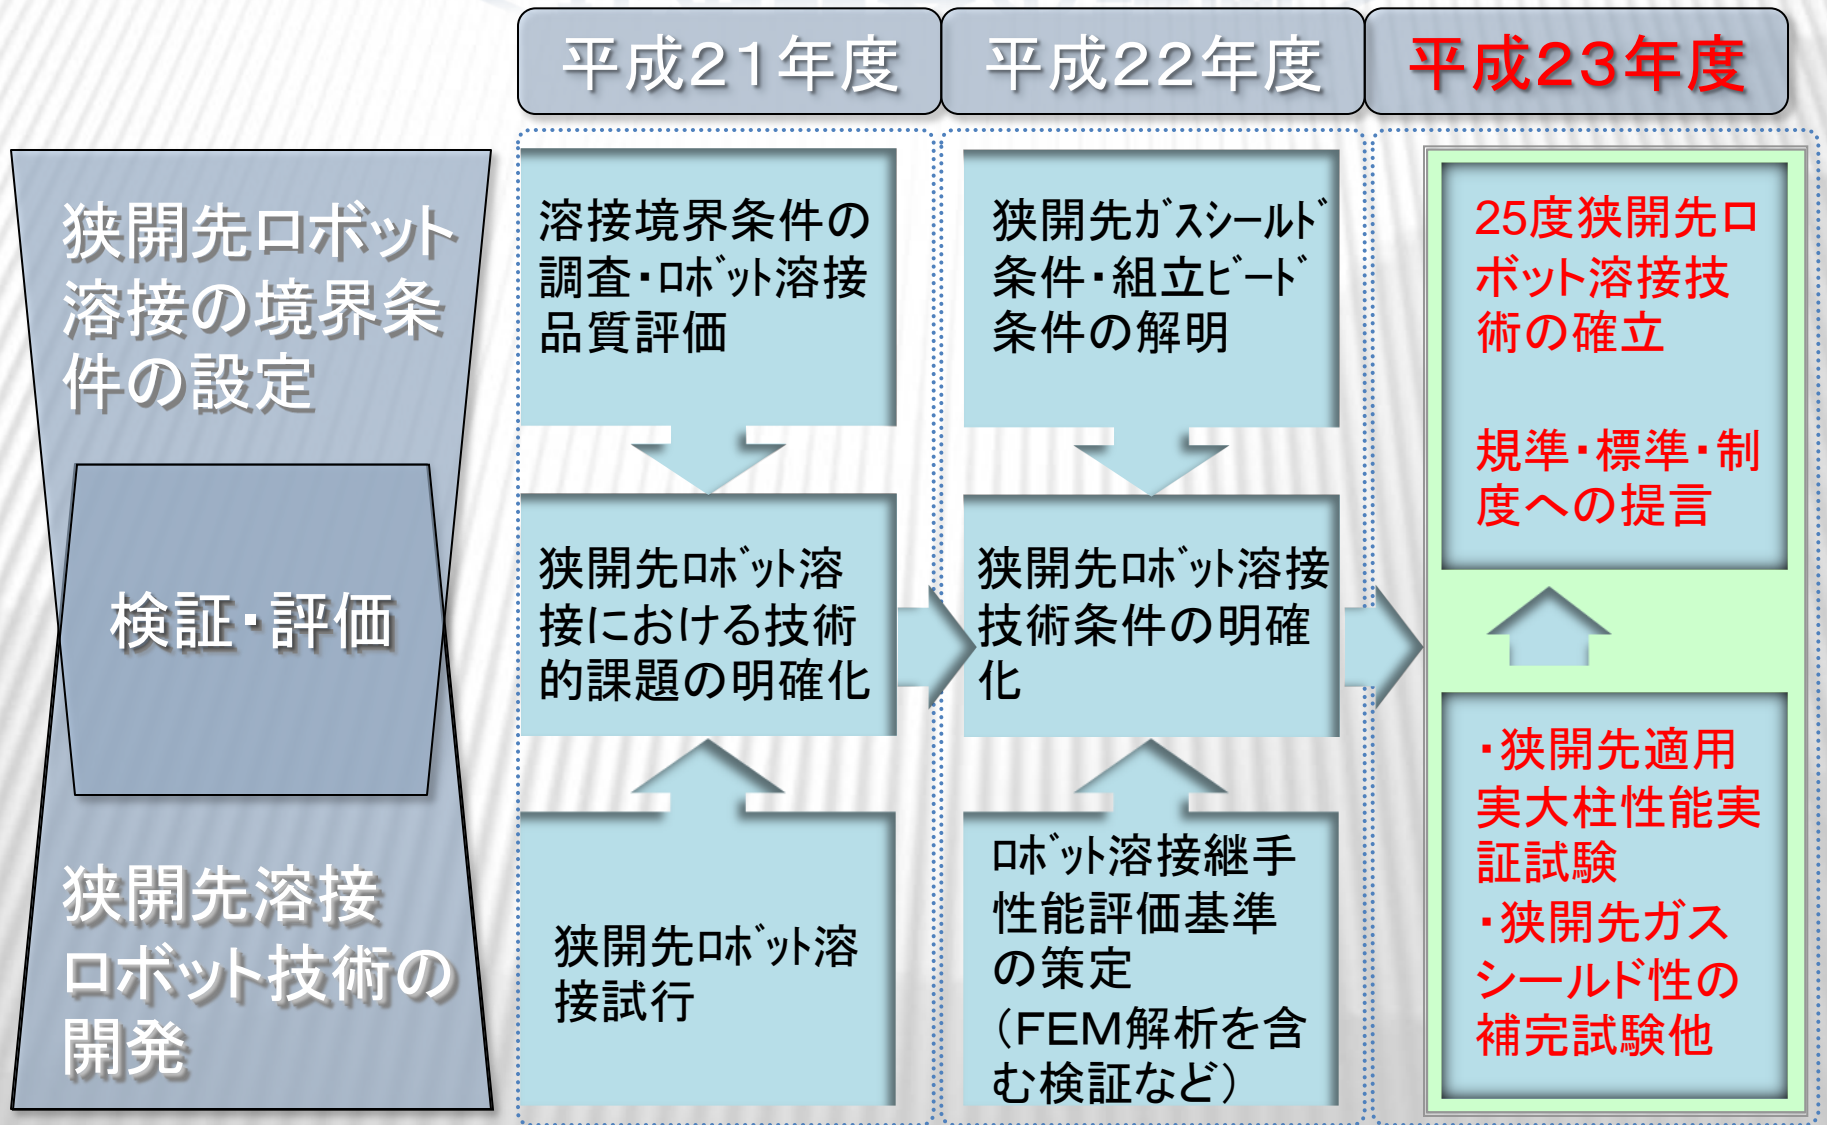 平成21年度
平成22年度
平成23年度
狭開先ロボット
溶接の境界条
件の設定
検証・評価
狭開先溶接
ロボット技術の
開発
溶接境界条件の
調査・ﾛﾎﾞｯﾄ溶接
品質評価
狭開先ﾛﾎﾞｯﾄ溶
接における技術
的課題の明確化
狭開先ﾛﾎﾞｯﾄ溶
接試行
狭開先ｶﾞｽｼｰﾙﾄﾞ
条件・組立ﾋﾞｰﾄﾞ
条件の解明
狭開先ﾛﾎﾞｯﾄ溶接
技術条件の明確
化
ﾛﾎﾞｯﾄ溶接継手
性能評価基準
の策定
（FEM解析を含
む検証など）
25度狭開先ロ
ボット溶接技
術の確立
規準・標準・制
度への提言
・狭開先適用
実大柱性能実
証試験
・狭開先ガス
シールド性の
補完試験他